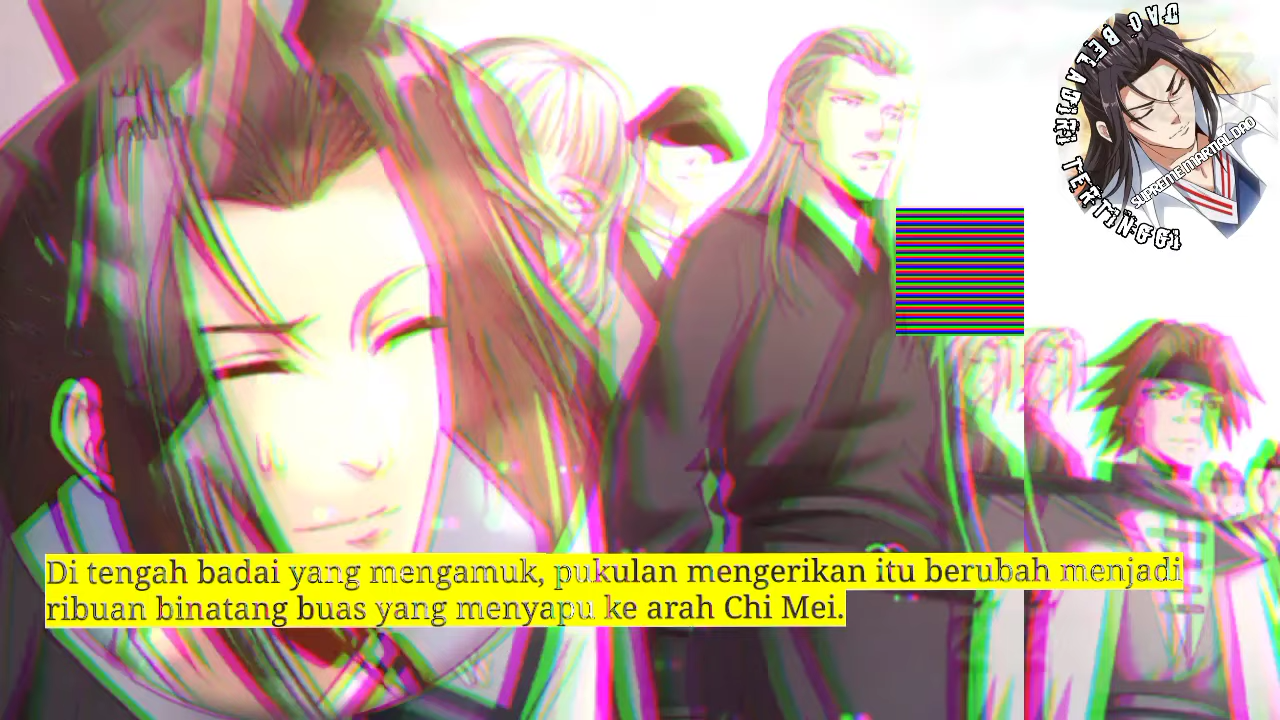 DAO BELADIRI TERTINGGI
SUPREME MARTIAL DAO
Di tengah badai yang mengamuk, pukulan mengerikan itu berubah menjadi
ribuan binatang buas yang menyapu ke arah Chi Mei.